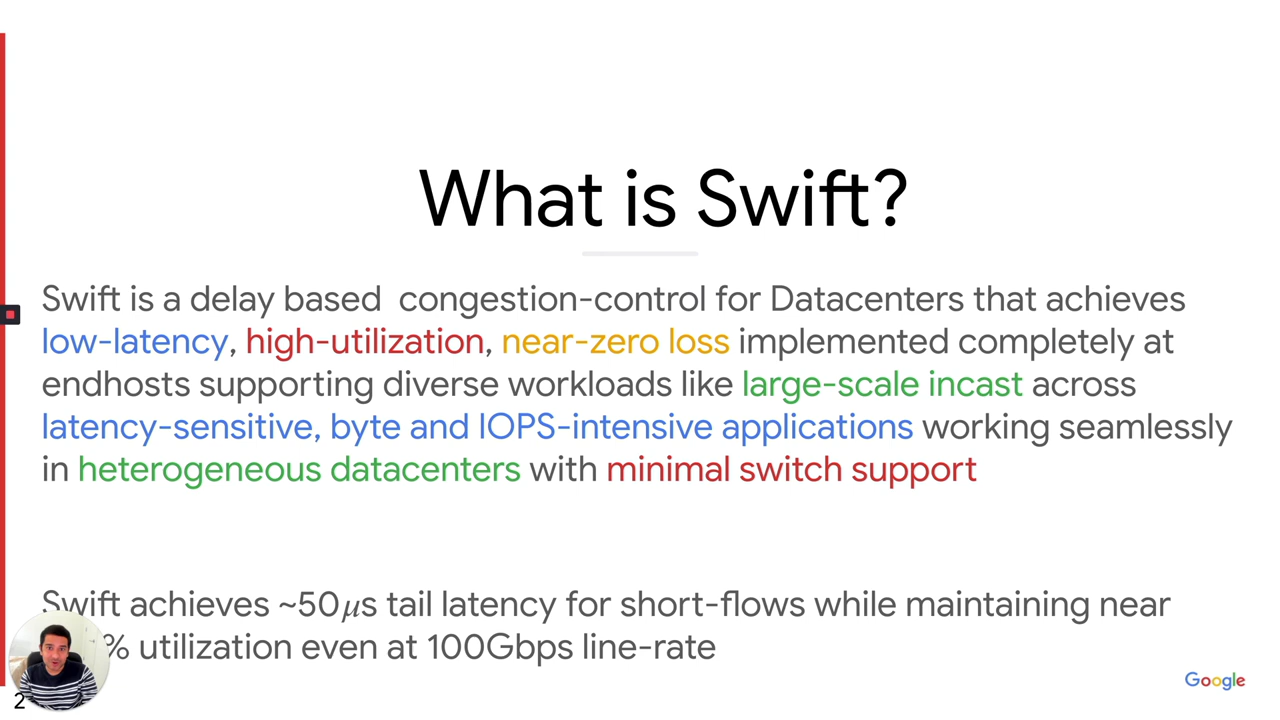 What is Swift?
Swift is a delay based congestion-control for Datacenters that achieves
low-latency, high-utilization, near-zero loss implemented completely at
endhosts supporting diverse workloads like large-scale incast across
latency-sensitive, byte and IOPS-intensive applications working seamlessly
in heterogeneous datacenters with minimal switch support
Swift achieves ~50𝜇s tail latency for short-flows while maintaining near
% utilization even at 100Gbps line-rate
Google
2